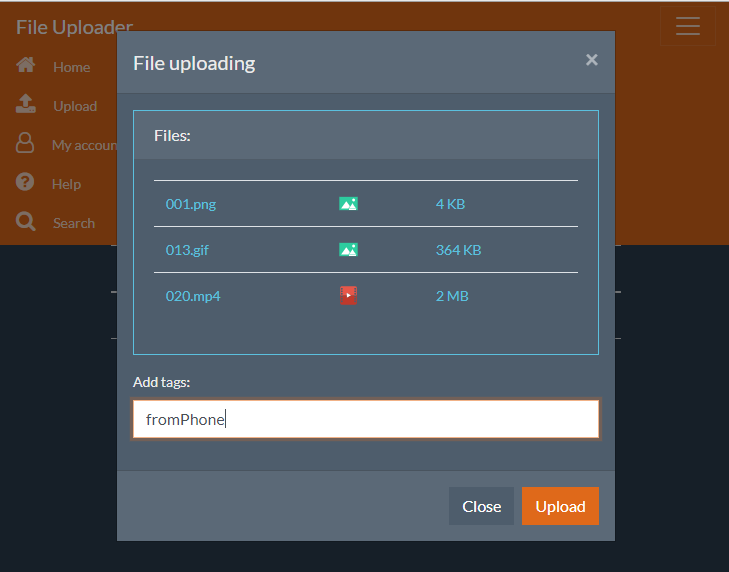 File Uploader
Home
Upload
My accoun
Help
Search
File uploading
×
Files:
001.png 4 KB
013.gif 364 KB
020.mp4 2 MB
Add tags:
fromPhone
Close Upload